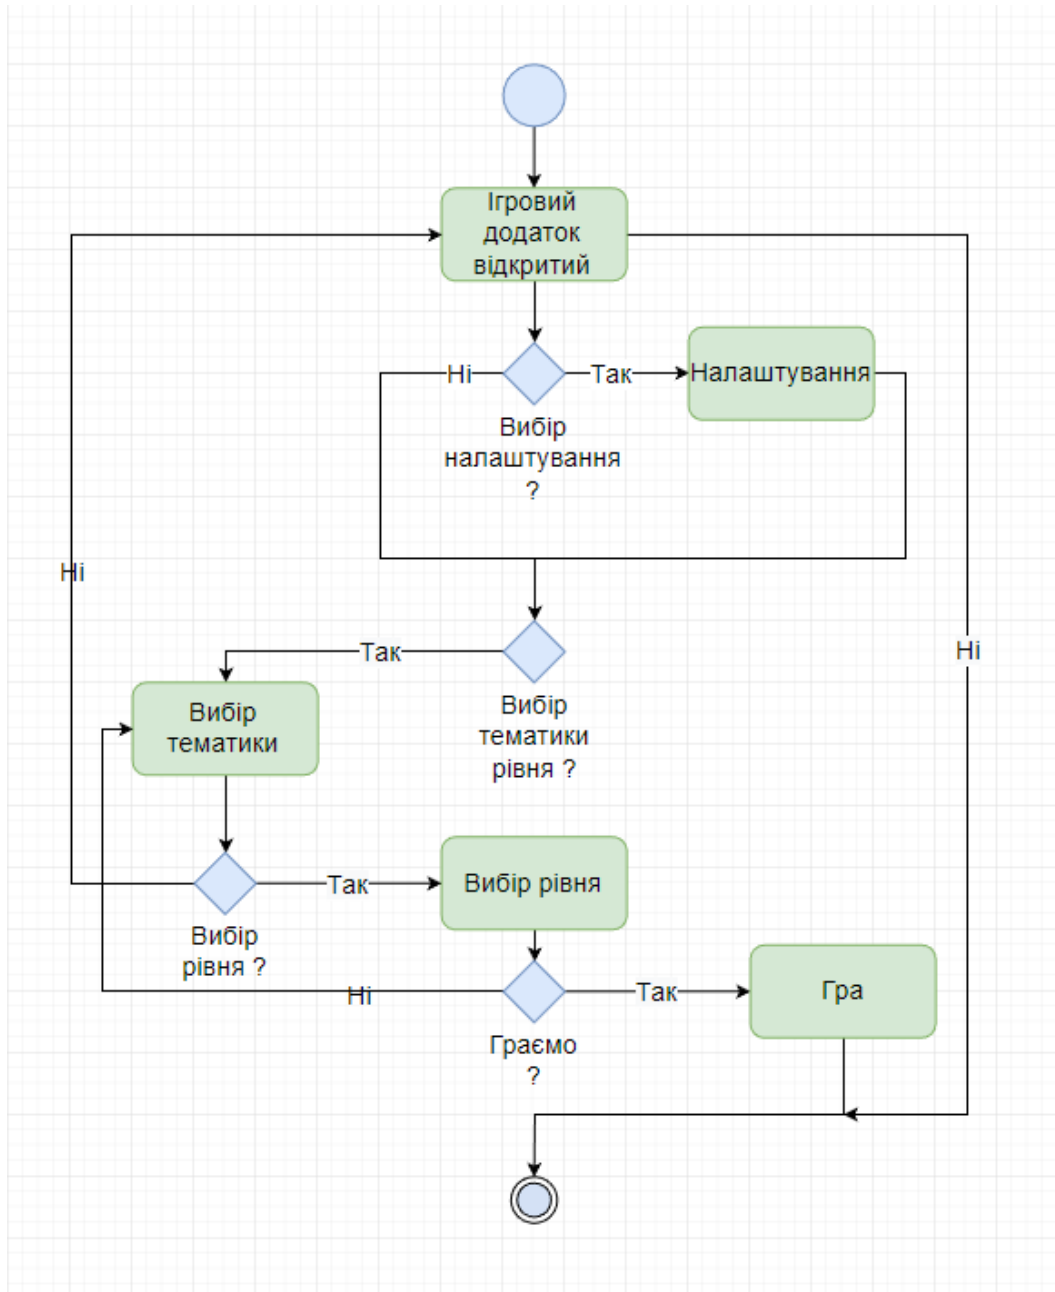 Ігровий
додаток
відкритий
Ні
Так
Налаштування
Вибір
налаштування
?
Ні
Так
Ні
Вибір
тематики
Вибір
тематики
рівня ?
Так
Вибір рівня
Вибір
рівня ?
Ні
Так
Гра
Граємо
?